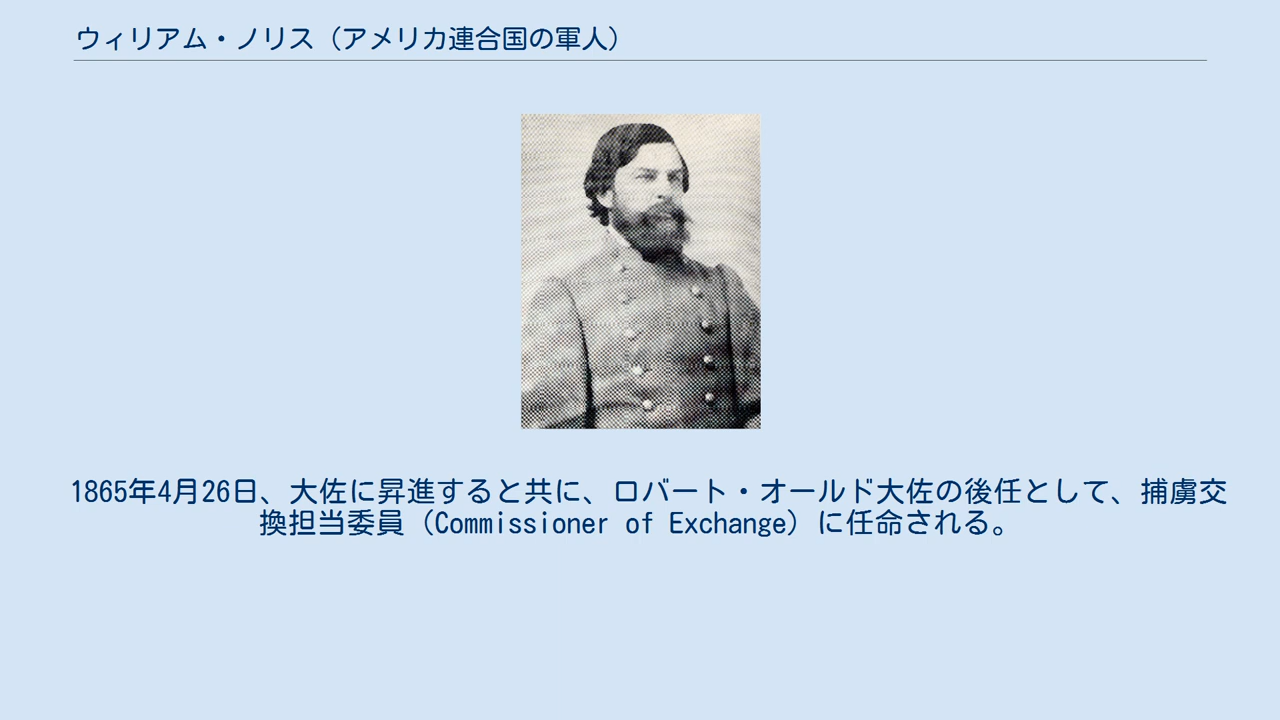 ウィリアム・ノリス（アメリカ連合国の軍人）
1865年4月26日、大佐に昇進すると共に、ロバート・オールド大佐の後任として、捕虜交
換担当委員（Commissioner of Exchange）に任命される。